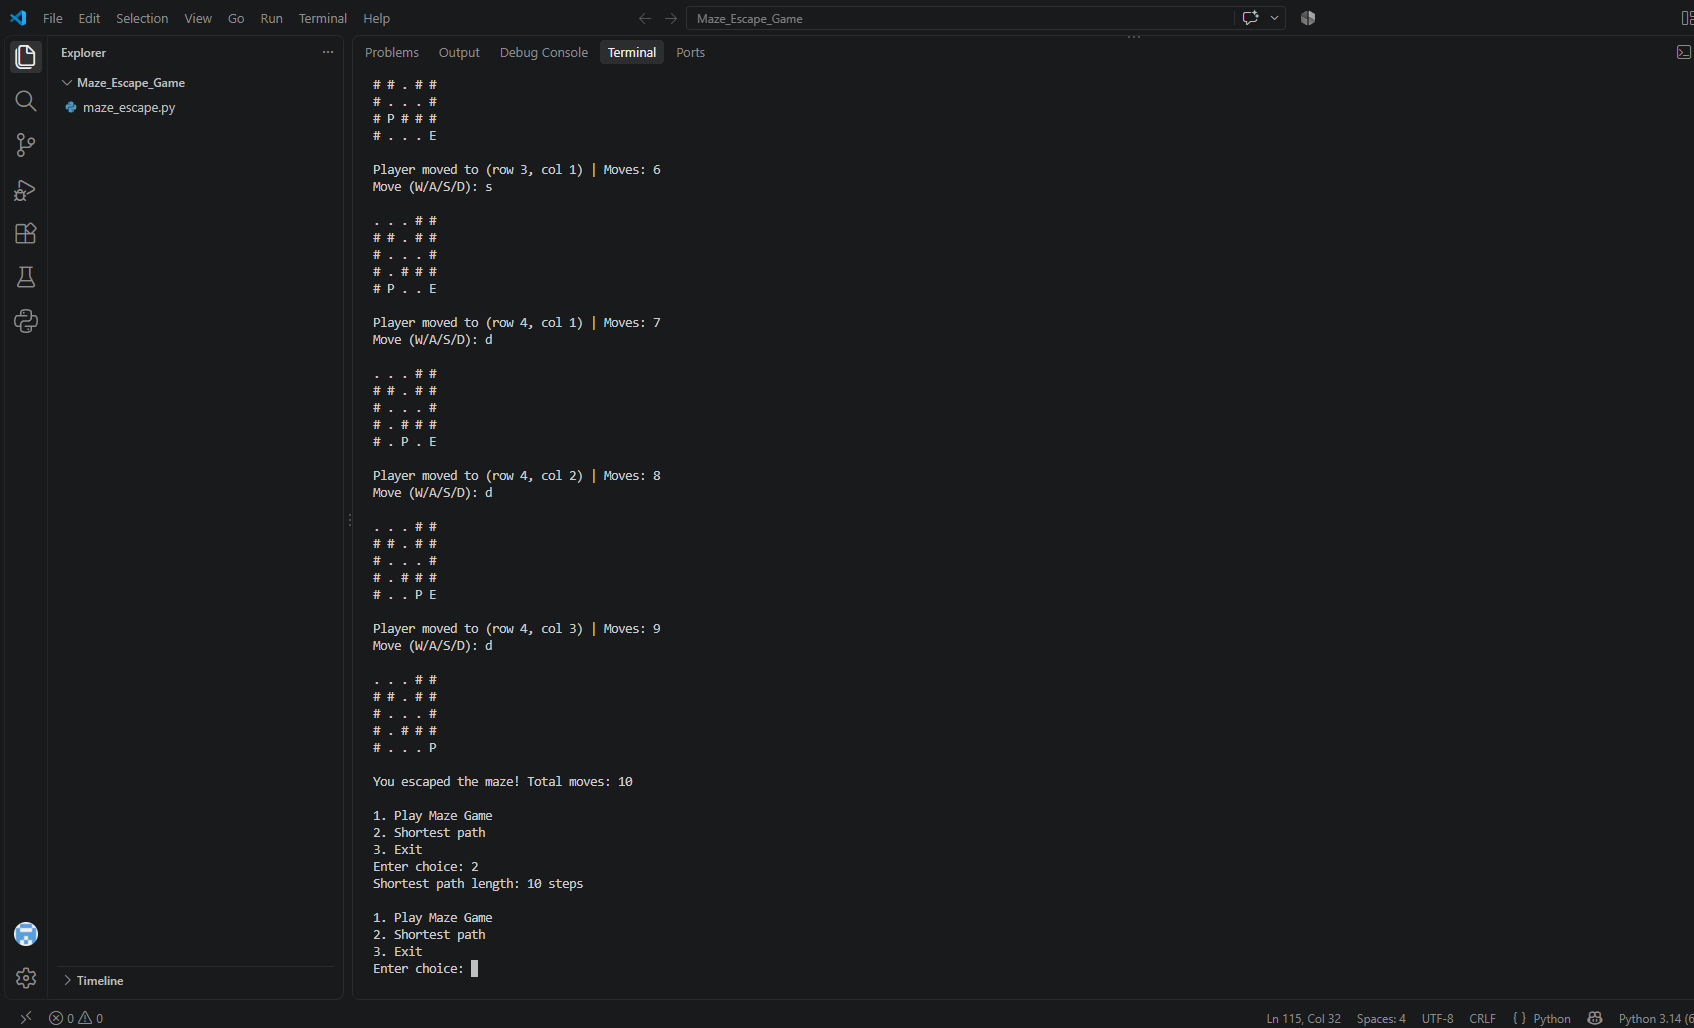 File Edit Selection View Go Run Terminal Help
Maze_Escape_Game
Explorer
Maze_Escape_Game
maze_escape.py
Problems Output Debug Console Terminal Ports
# # . # #
# . . . #
# P # # #
# . . . E
Player moved to (row 3, col 1) | Moves: 6
Move (W/A/S/D): s
. . . # #
# # . # #
# . . . #
# . # # #
# P . . E
Player moved to (row 4, col 1) | Moves: 7
Move (W/A/S/D): d
. . . # #
# # . # #
# . . . #
# . # # #
# . P . E
Player moved to (row 4, col 2) | Moves: 8
Move (W/A/S/D): d
. . . # #
# # . # #
# . . . #
# . # # #
# . . P E
Player moved to (row 4, col 3) | Moves: 9
Move (W/A/S/D): d
. . . # #
# # . # #
# . . . #
# . # # #
# . . . P
You escaped the maze! Total moves: 10
1. Play Maze Game
2. Shortest path
3. Exit
Enter choice: 2
Shortest path length: 10 steps
1. Play Maze Game
2. Shortest path
3. Exit
Enter choice:
Timeline
0 0
Ln 115, Col 32 Spaces: 4 UTF-8 CRLF { } Python Python 3.14 (6